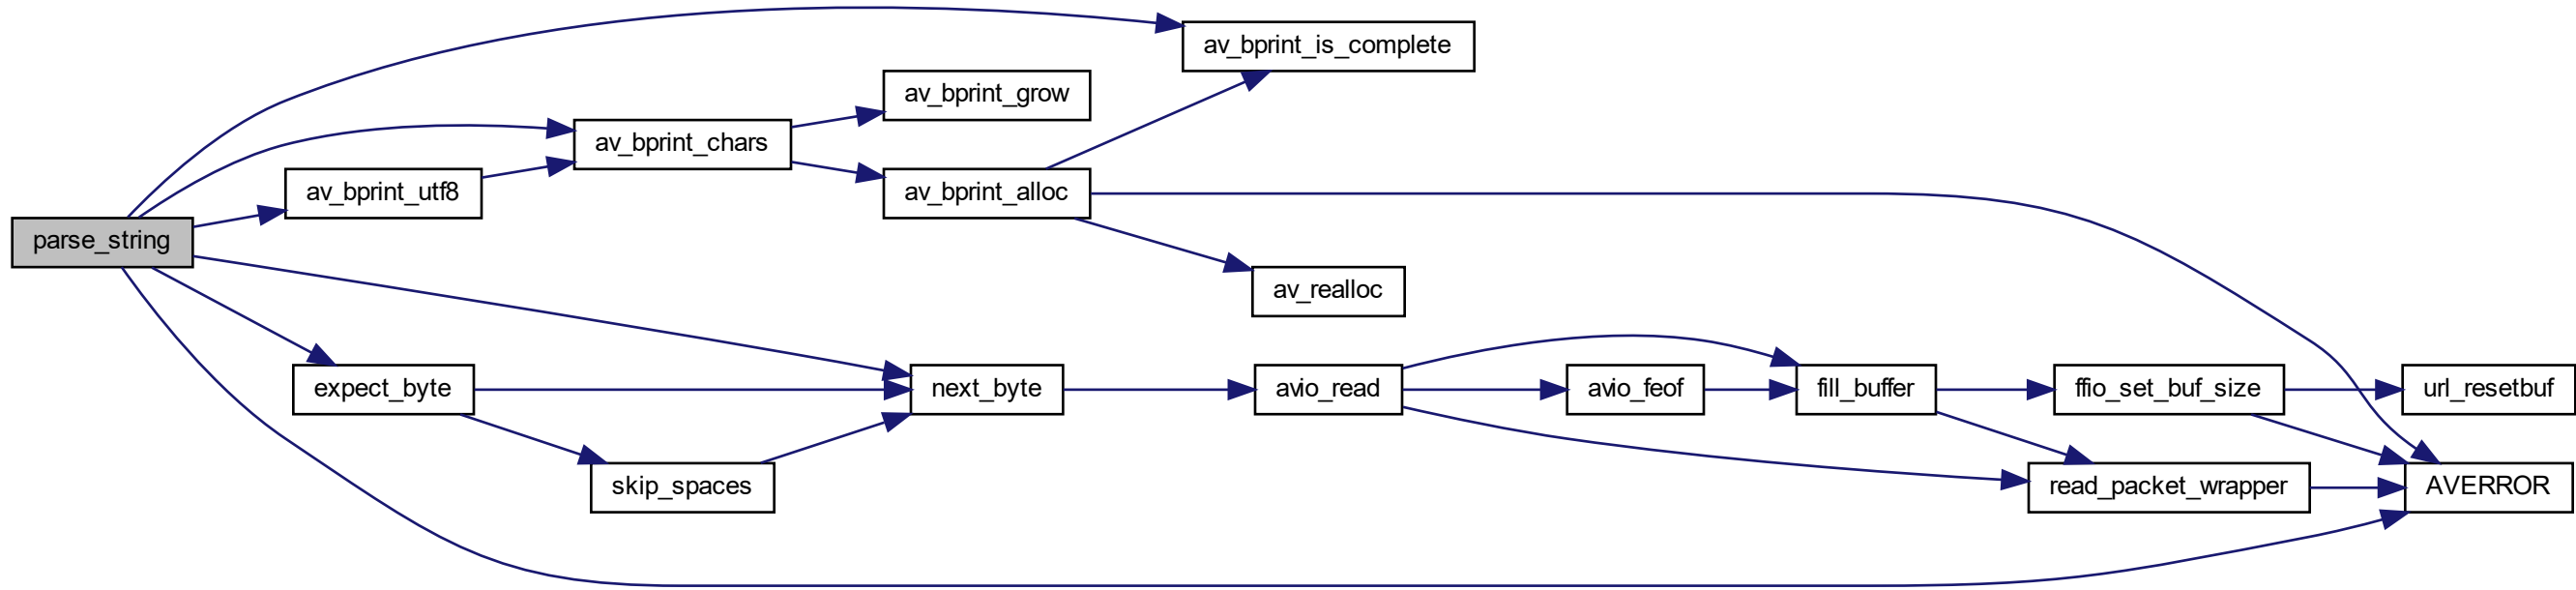 av_bprint_is_complete
av_bprint_grow
av_bprint_chars
av_bprint_utf8
av_bprint_alloc
parse_string
av_realloc
expect_byte
next_byte
avio_read
avio_feof
fill_buffer
ffio_set_buf_size
url_resetbuf
skip_spaces
read_packet_wrapper
AVERROR